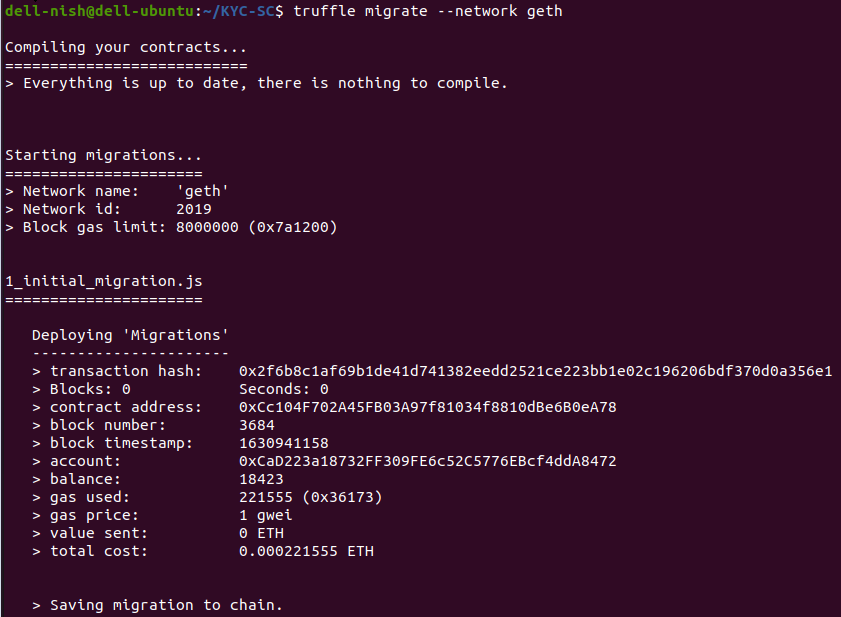 dell-nish@dell-ubuntu:~/KYC-SC$ truffle migrate --network geth
Compiling your contracts...
===========================
> Everything is up to date, there is nothing to compile.
Starting migrations...
======================
> Network name:    'geth'
> Network id:      2019
> Block gas limit: 8000000 (0x7a1200)
1_initial_migration.js
======================
   Deploying 'Migrations'
   ----------------------
   > transaction hash:    0x2f6b8c1af69b1de41d741382eedd2521ce223bb1e02c196206bdf370d0a356e1
   > Blocks: 0            Seconds: 0
   > contract address:    0xCc104F702A45FB03A97f81034f8810dBe6B0eA78
   > block number:        3684
   > block timestamp:     1630941158
   > account:             0xCaD223a18732FF309FE6c52C5776EBcf4ddA8472
   > balance:             18423
   > gas used:            221555 (0x36173)
   > gas price:           1 gwei
   > value sent:          0 ETH
   > total cost:          0.000221555 ETH
   > Saving migration to chain.